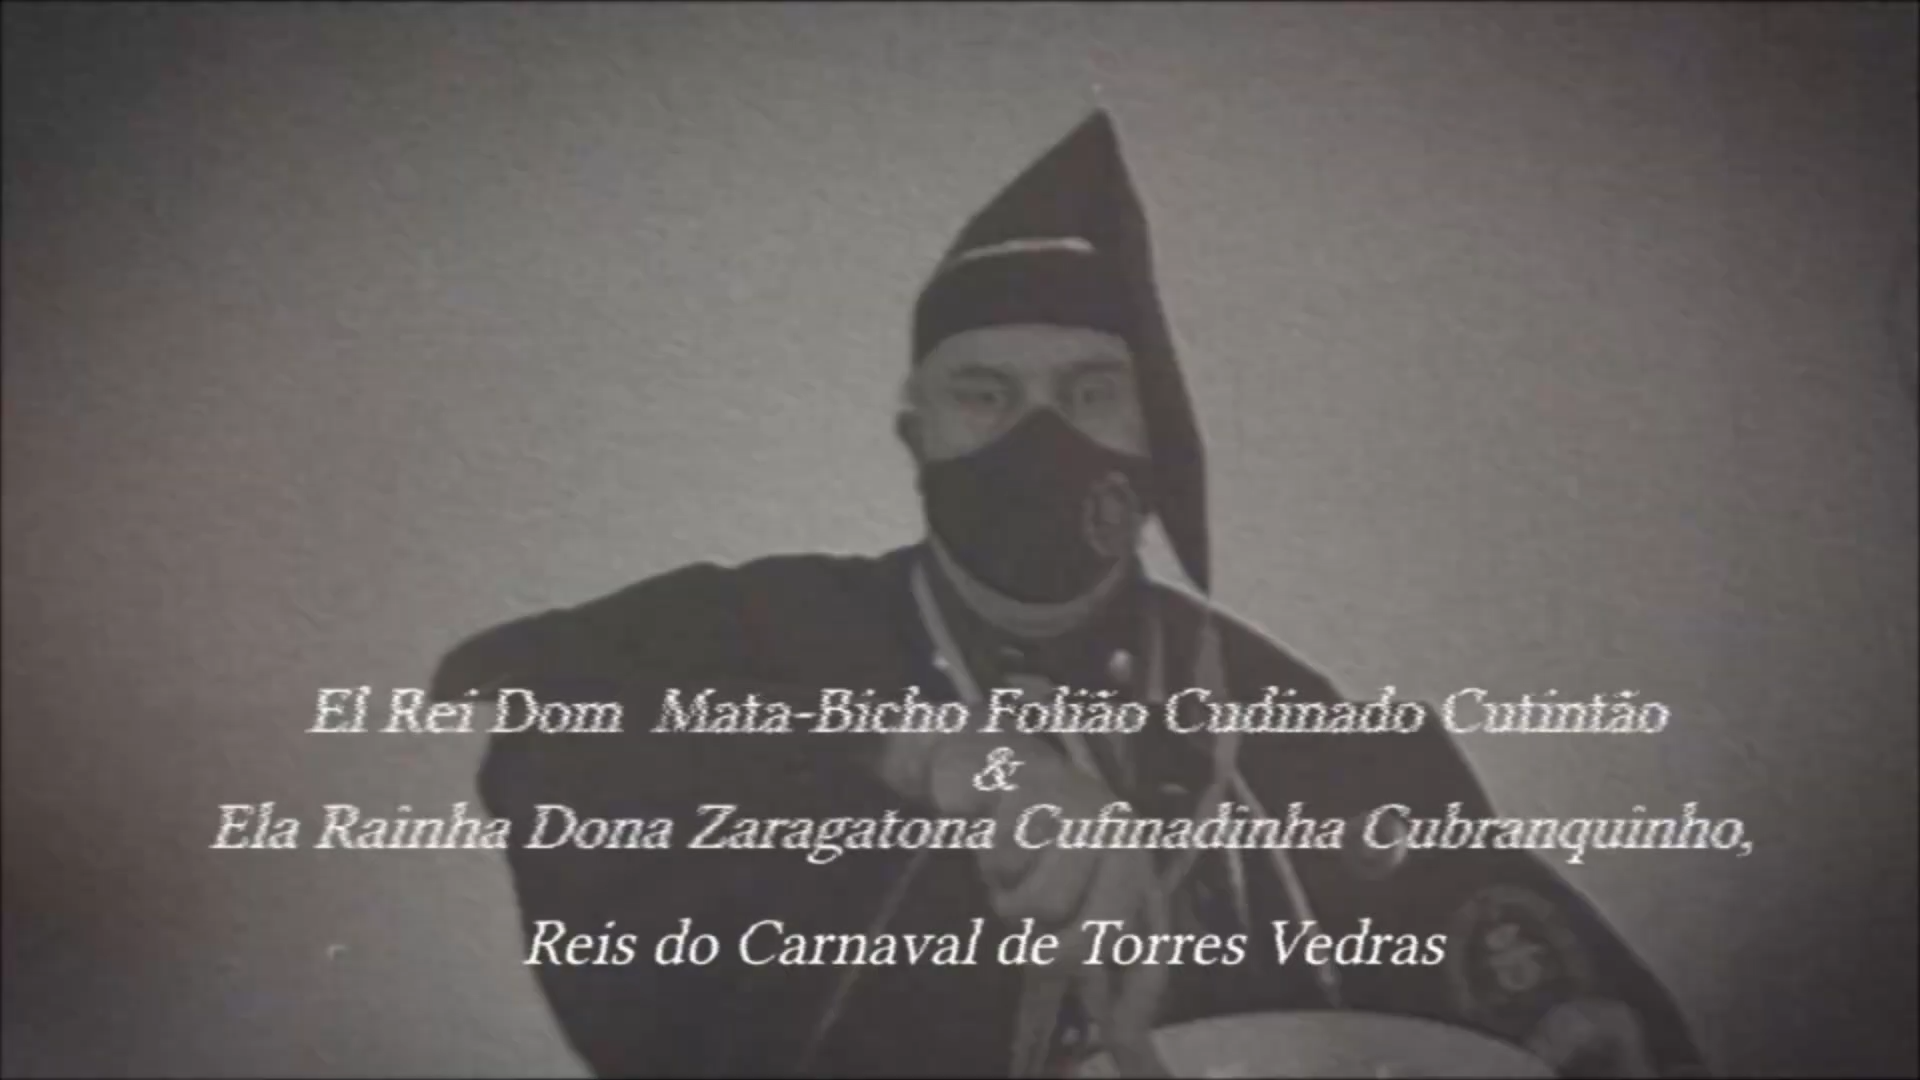 El Rei Dom Mata-Bicho Folião Cudinado Cutintão
&
Ela Rainha Dona Zaragatona Cufinadinha Cubranquinho,
Reis do Carnaval de Torres Vedras